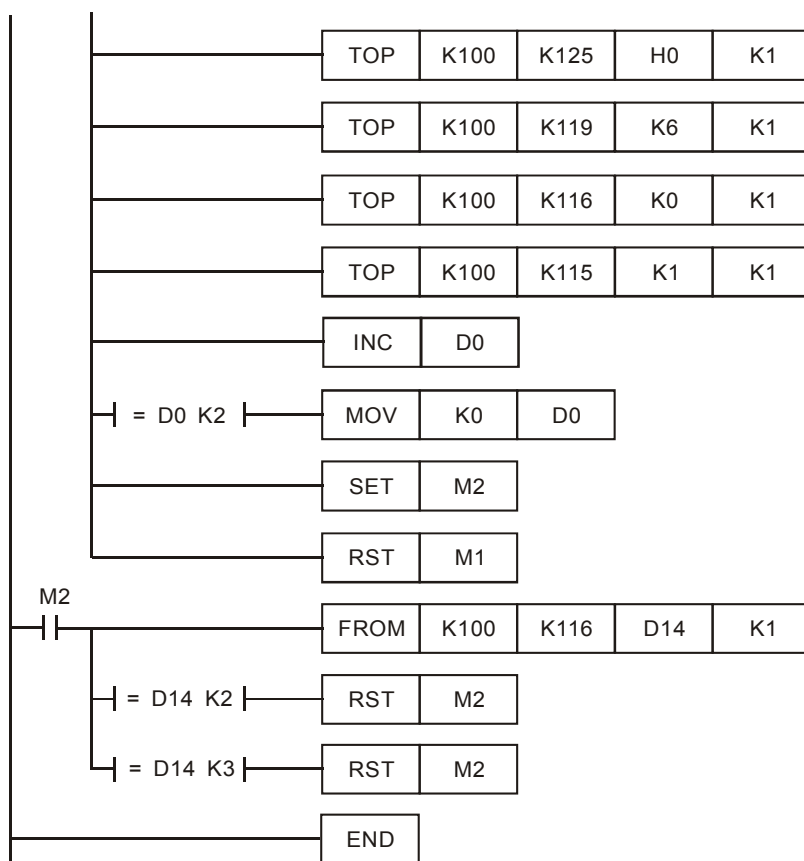 TOP K100 K125 H0 K1
TOP K100 K119 K6 K1
TOP K100 K116 K0 K1
TOP K100 K115 K1 K1
INC D0
= D0 K2 MOV K0 D0
SET M2
RST M1
M2
FROM K100 K116 D14 K1
= D14 K2 RST M2
= D14 K3 RST M2
END